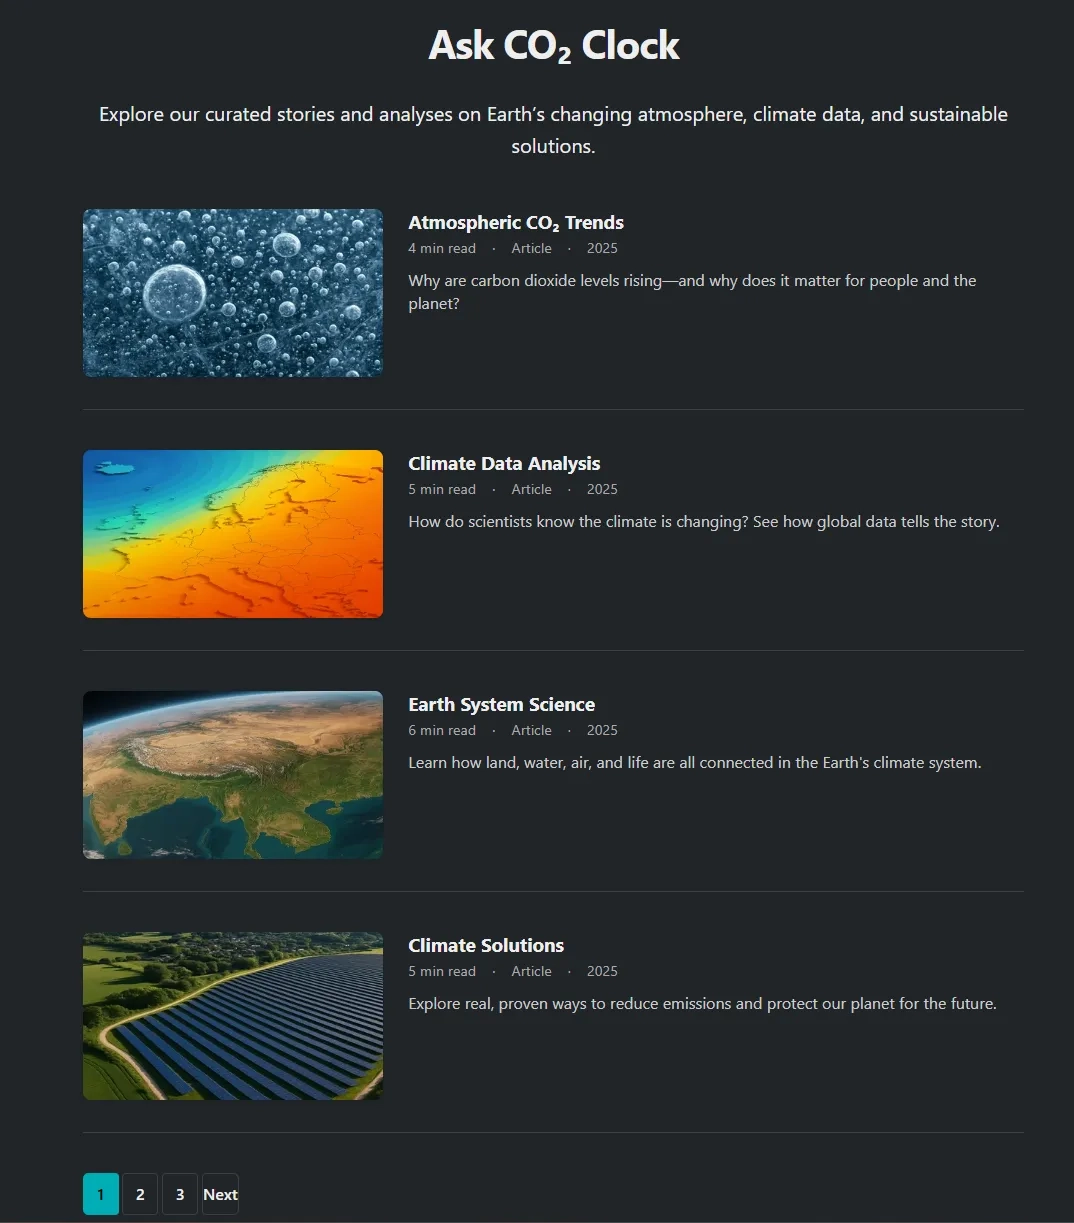 Ask CO₂ Clock
Explore our curated stories and analyses on Earth’s changing atmosphere, climate data, and sustainable
solutions.
Atmospheric CO₂ Trends
4 min read · Article · 2025
Why are carbon dioxide levels rising—and why does it matter for people and the
planet?
Climate Data Analysis
5 min read · Article · 2025
How do scientists know the climate is changing? See how global data tells the story.
Earth System Science
6 min read · Article · 2025
Learn how land, water, air, and life are all connected in the Earth's climate system.
Climate Solutions
5 min read · Article · 2025
Explore real, proven ways to reduce emissions and protect our planet for the future.
1 2 3 Next